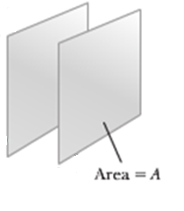 Area = A